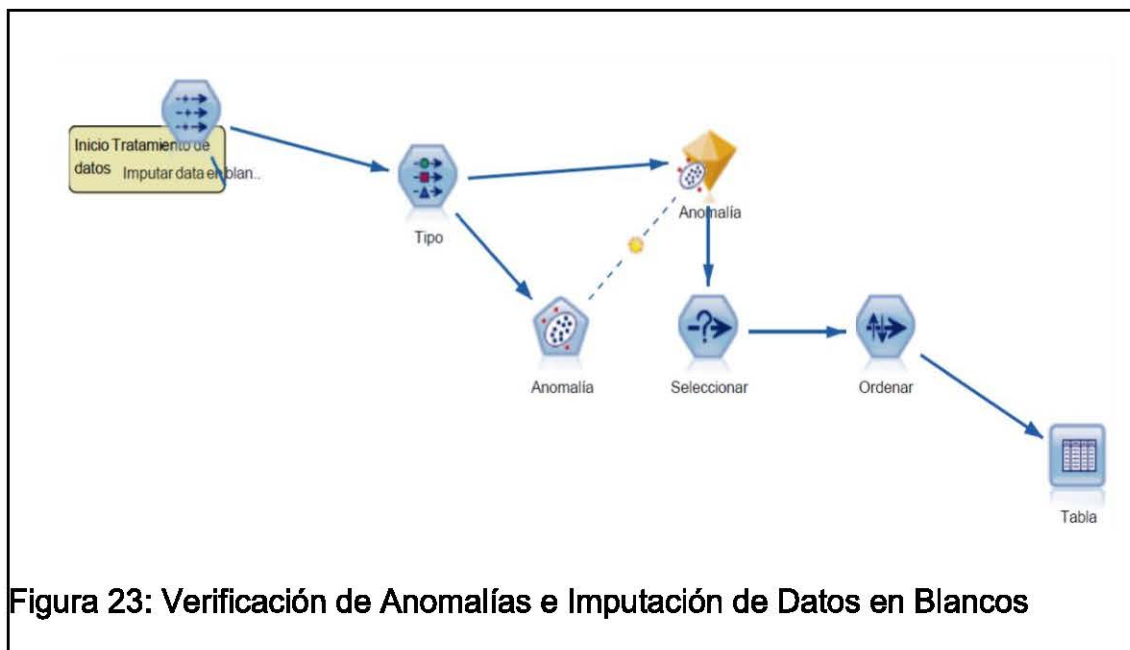 Inicio Tratamiento de
datos
Imputar data en blan..
Tipo
Anomalía
Anomalía
Seleccionar
Ordenar
Tabla
Figura 23: Verificación de Anomalías e Imputación de Datos en Blancos